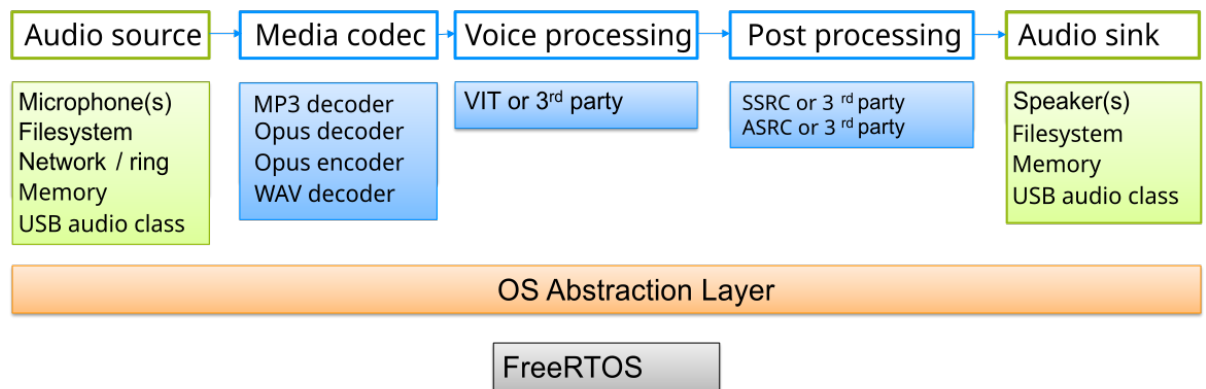 Audio source
Media codec
Voice processing
Post processing
Audio sink
Microphone(s)
Filesystem
Network / ring
Memory
USB audio class
MP3 decoder
Opus decoder
Opus encoder
WAV decoder
VIT or 3rd party
SSRC or 3 rd party
ASRC or 3 rd party
Speaker(s)
Filesystem
Memory
USB audio class
OS Abstraction Layer
FreeRTOS